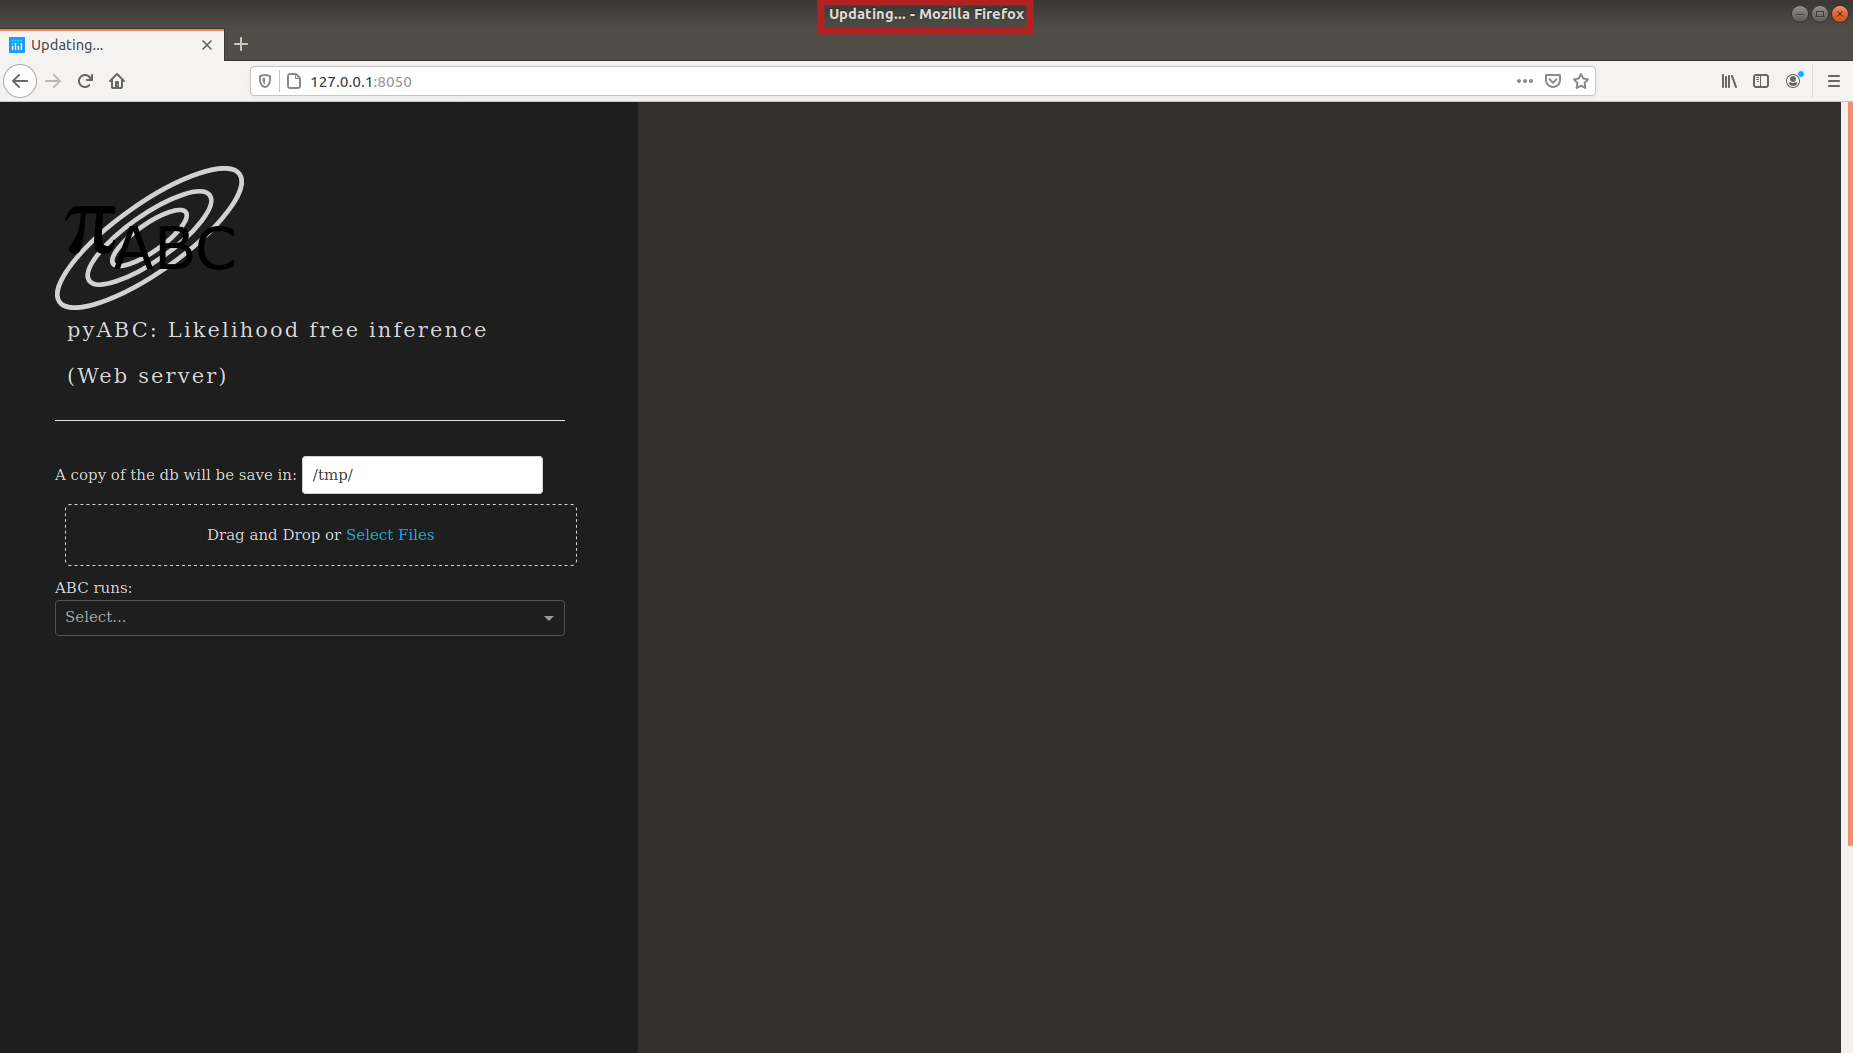 Updating... - Mozilla Firefox
Updating...
127.0.0.1:8050
πABC
pyABC: Likelihood free inference
(Web server)
A copy of the db will be save in: /tmp/
Drag and Drop or Select Files
ABC runs:
Select...